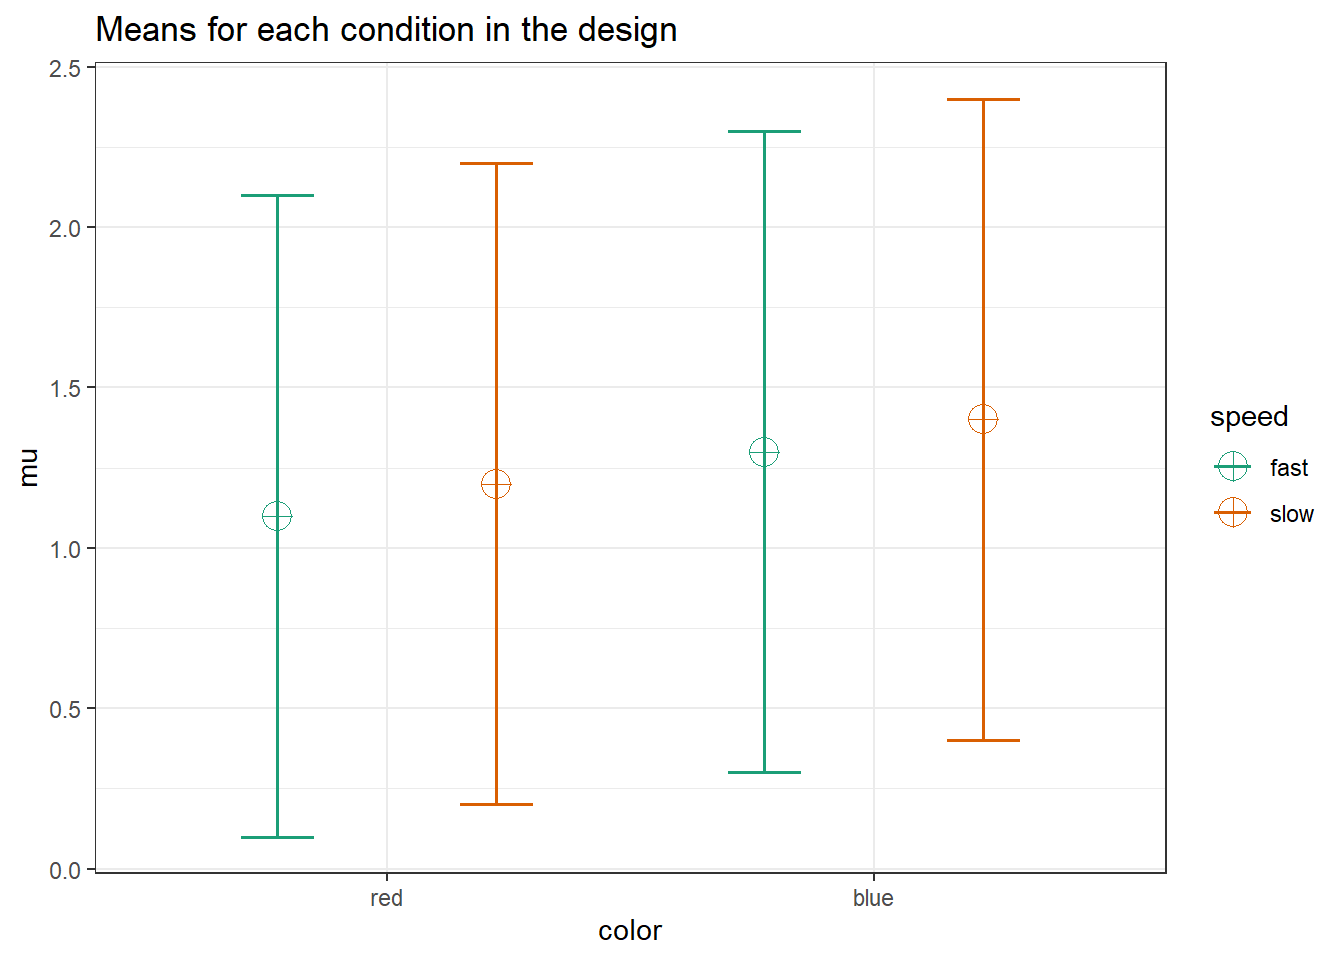 Means for each condition in the design
2.5
2.0
1.5
1.0
0.5
0.0
mu
red
blue
color
speed
fast
slow